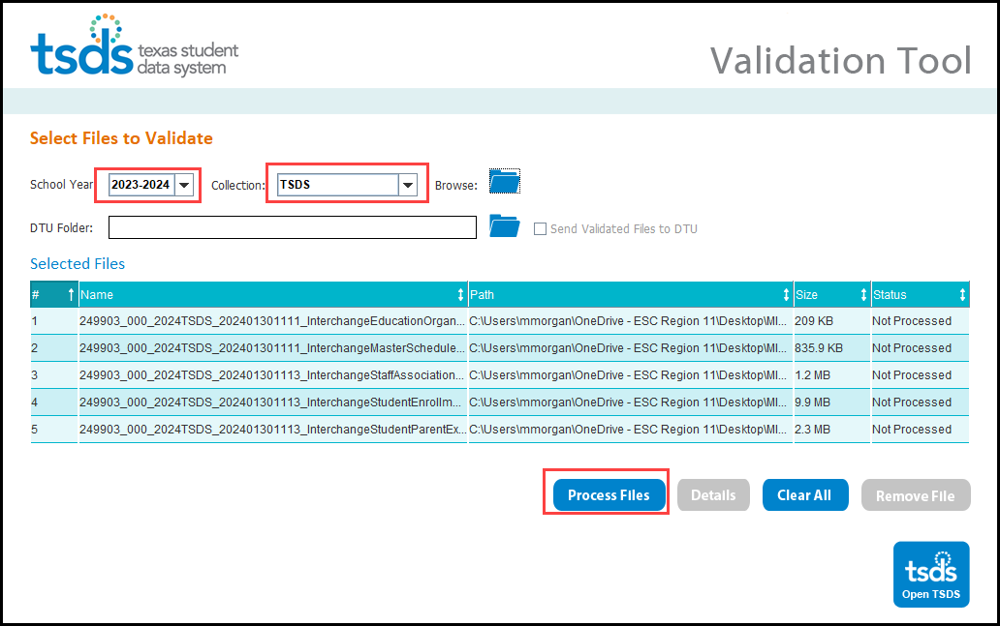 tsds texas student
data system
Validation Tool
Select Files to Validate
School Year 2023-2024 Collection: TSDS Browse:
DTU Folder: Send Validated Files to DTU
Selected Files
# Name Path Size Status
1 249903_000_2024TSDS_202401301111_InterchangeEducationOrgan... C:\Users\mmorgan\OneDrive - ESC Region 11\Desktop\MI... 209 KB Not Processed
2 249903_000_2024TSDS_202401301111_InterchangeMasterSchedule... C:\Users\mmorgan\OneDrive - ESC Region 11\Desktop\MI... 835.9 KB Not Processed
3 249903_000_2024TSDS_202401301113_InterchangeStaffAssociation... C:\Users\mmorgan\OneDrive - ESC Region 11\Desktop\MI... 1.2 MB Not Processed
4 249903_000_2024TSDS_202401301113_InterchangeStudentEnrollm... C:\Users\mmorgan\OneDrive - ESC Region 11\Desktop\MI... 9.9 MB Not Processed
5 249903_000_2024TSDS_202401301113_InterchangeStudentParentEx... C:\Users\mmorgan\OneDrive - ESC Region 11\Desktop\MI... 2.3 MB Not Processed
Process Files Details Clear All Remove File
tsds
Open TSDS